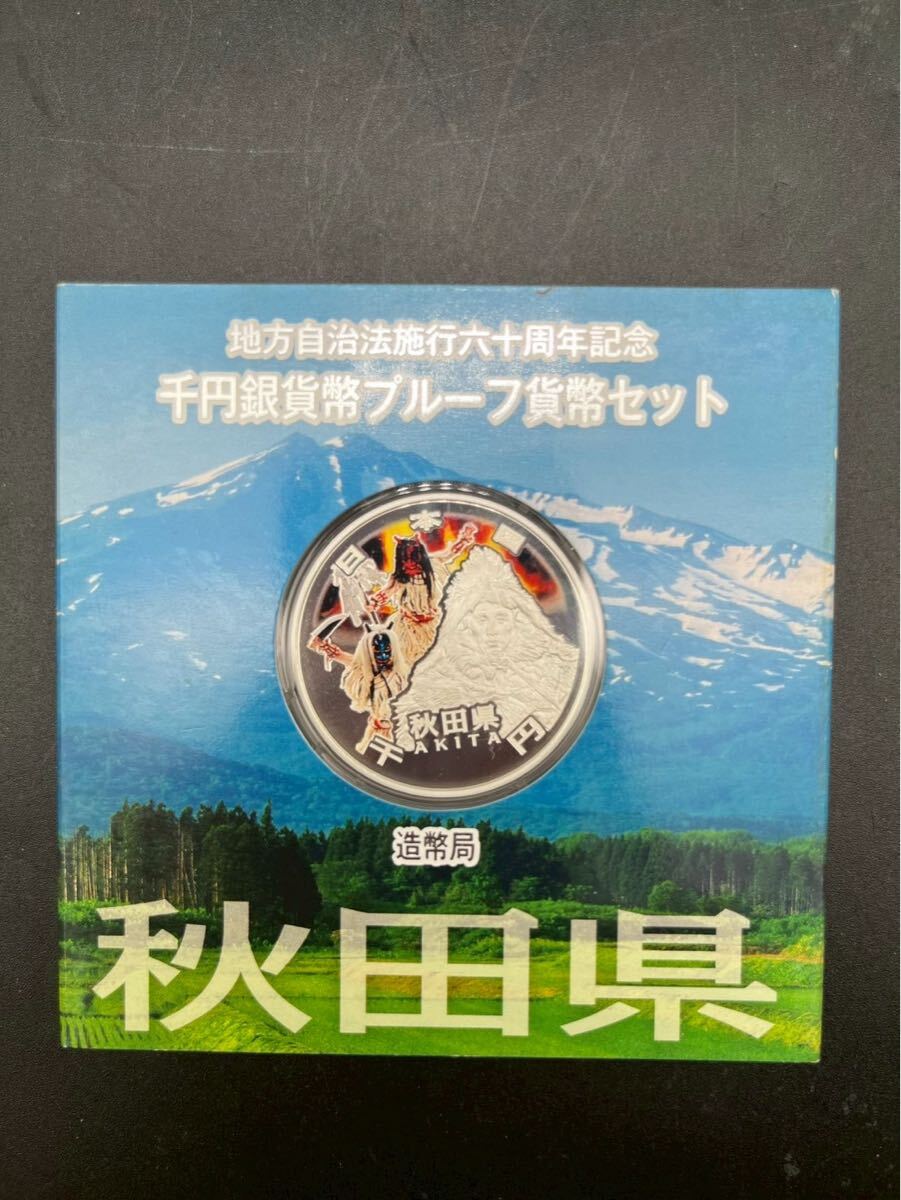 地方自治法施行六十周年記念
千円銀貨幣プルーフ貨幣セット
日本国
秋田県
AKITA
千円
造幣局
秋田県